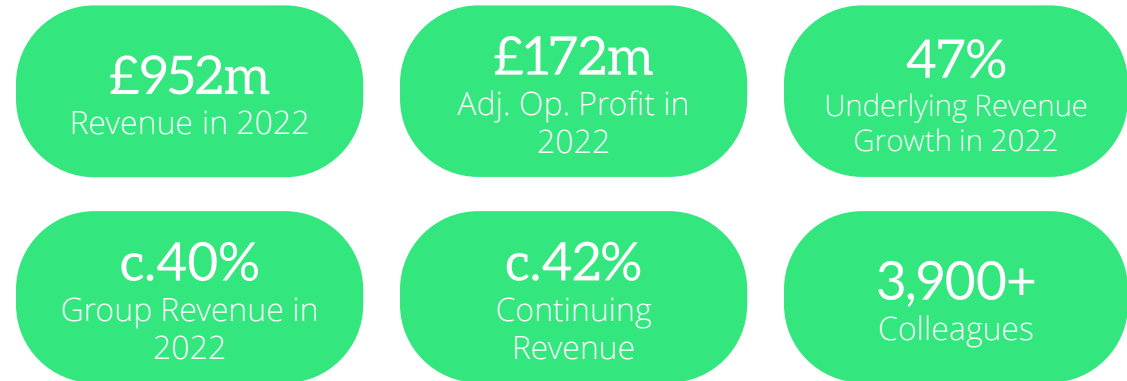 £952m
Revenue in 2022
£172m
Adj. Op. Profit in
2022
47%
Underlying Revenue
Growth in 2022
c.40%
Group Revenue in
2022
c.42%
Continuing
Revenue
3,900+
Colleagues